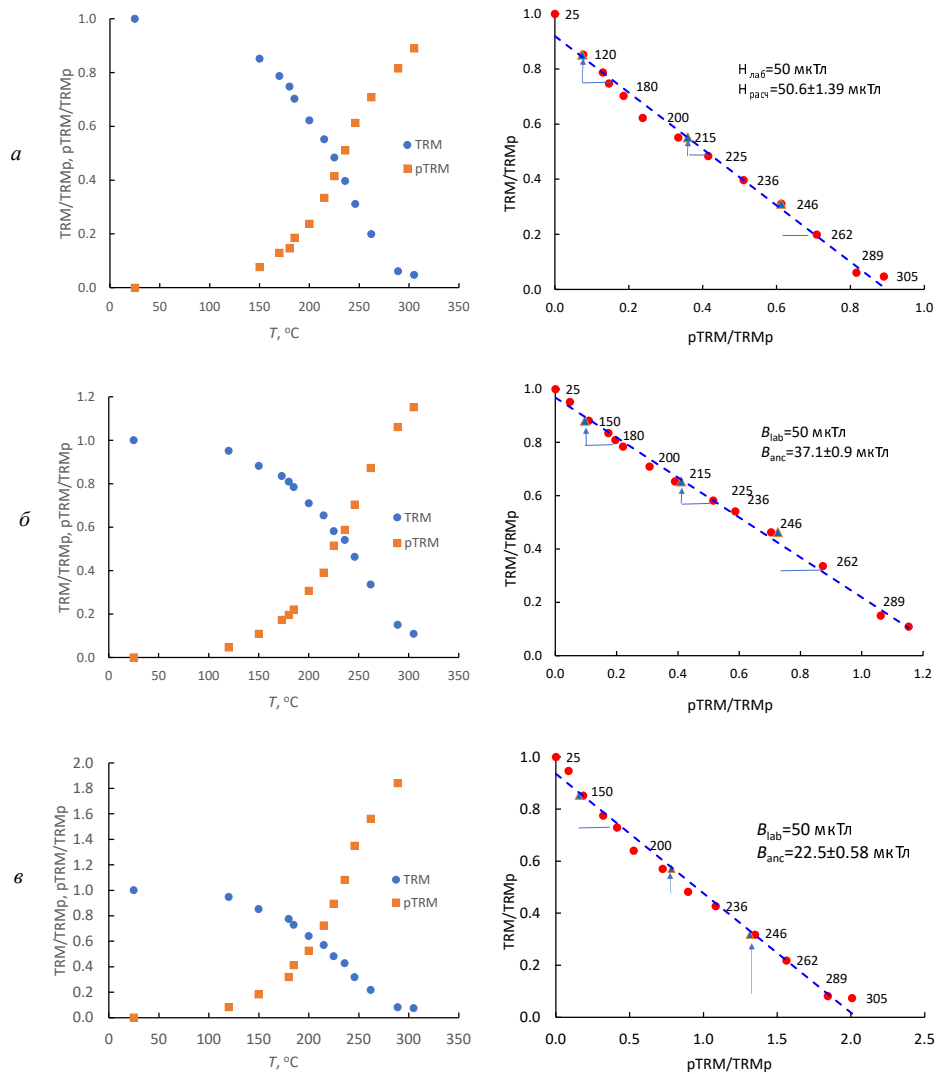 а
TRM/TRMp, pTRM/TRMp
1.0
0.8
0.6
0.4
0.2
0.0
0 50 100 150 200 250 300 350
T, °C
TRM
pTRM
TRM/TRMp
1.0
0.8
0.6
0.4
0.2
0.0
0.0 0.2 0.4 0.6 0.8 1.0
pTRM/TRMp
25
120
180
200
215
225
236
246
262
289
305
H лаб=50 мкТл
H расч=50.6±1.39 мкТл
б
TRM/TRMp, pTRM/TRMp
1.2
1.0
0.8
0.6
0.4
0.2
0.0
0 50 100 150 200 250 300 350
T, °C
TRM
pTRM
TRM/TRMp
1.0
0.8
0.6
0.4
0.2
0.0
0.0 0.2 0.4 0.6 0.8 1.0 1.2
pTRM/TRMp
25
150
180
200
215
225
236
246
262
289
Blab=50 мкТл
Banc=37.1±0.9 мкТл
в
TRM/TRMp, pTRM/TRMp
2.0
1.8
1.6
1.4
1.2
1.0
0.8
0.6
0.4
0.2
0.0
0 50 100 150 200 250 300 350
T, °C
TRM
pTRM
TRM/TRMp
1.0
0.8
0.6
0.4
0.2
0.0
0.0 0.5 1.0 1.5 2.0 2.5
pTRM/TRMp
25
150
200
236
246
262
289
305
Blab=50 мкТл
Banc=22.5±0.58 мкТл